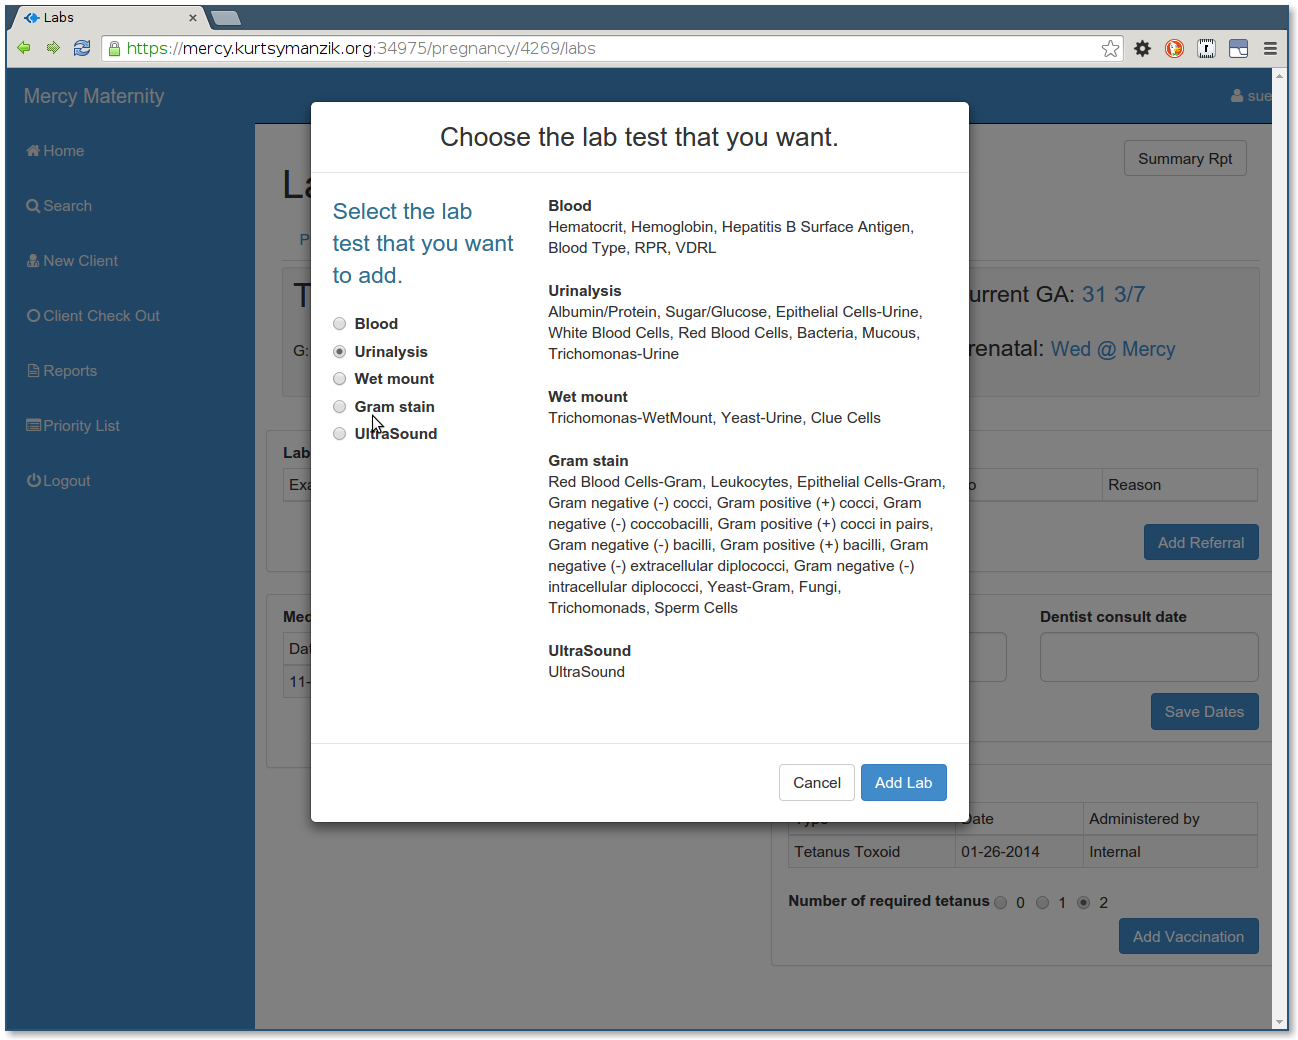 Labs
https://mercy.kurtsymanzik.org:34975/pregnancy/4269/labs
Mercy Maternity
sue
Home
Search
New Client
Client Check Out
Reports
Priority List
Logout
Summary Rpt
Choose the lab test that you want.
Select the lab
test that you want
to add.
Blood
Urinalysis
Wet mount
Gram stain
UltraSound
Blood
Hematocrit, Hemoglobin, Hepatitis B Surface Antigen,
Blood Type, RPR, VDRL
Urinalysis
Albumin/Protein, Sugar/Glucose, Epithelial Cells-Urine,
White Blood Cells, Red Blood Cells, Bacteria, Mucous,
Trichomonas-Urine
Wet mount
Trichomonas-WetMount, Yeast-Urine, Clue Cells
Gram stain
Red Blood Cells-Gram, Leukocytes, Epithelial Cells-Gram,
Gram negative (-) cocci, Gram positive (+) cocci, Gram
negative (-) coccobacilli, Gram positive (+) cocci in pairs,
Gram negative (-) bacilli, Gram positive (+) bacilli, Gram
negative (-) extracellular diplococci, Gram negative (-)
intracellular diplococci, Yeast-Gram, Fungi,
Trichomonads, Sperm Cells
UltraSound
UltraSound
Cancel
Add Lab
urrent GA: 31 3/7
G:
renatal: Wed @ Mercy
Lab
Exa
o
Reason
Add Referral
Med
Dat
11-
Dentist consult date
Save Dates
Type
Date
Administered by
Tetanus Toxoid
01-26-2014
Internal
Number of required tetanus 0 1 2
Add Vaccination